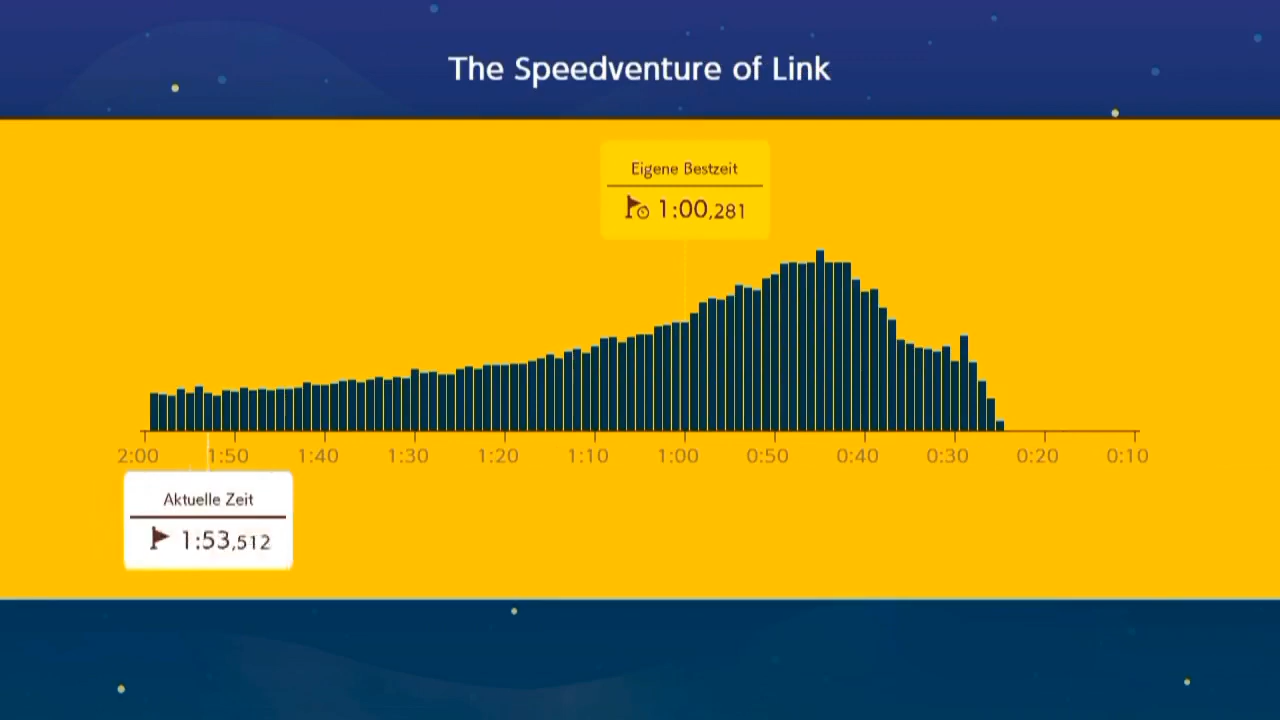 The Speedventure of Link
Eigene Bestzeit
1:00,281
2:00 1:50 1:40 1:30 1:20 1:10 1:00 0:50 0:40 0:30 0:20 0:10
Aktuelle Zeit
1:53,512